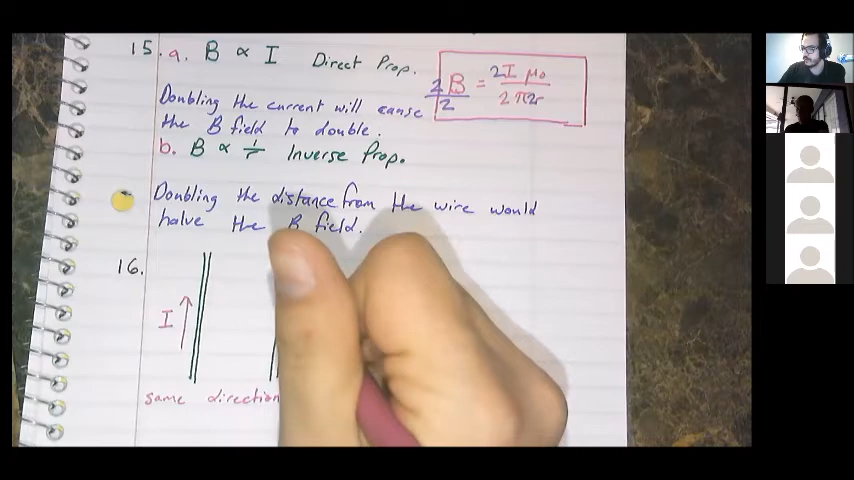 15. a. B ∝ I Direct Prop.
2B/2 = 2I μ₀/2π2r
Doubling the current will cause
the B field to double.
b. B ∝ 1/r Inverse Prop.
Doubling the distance from the wire would
halve the B field.
16.
I
same direction